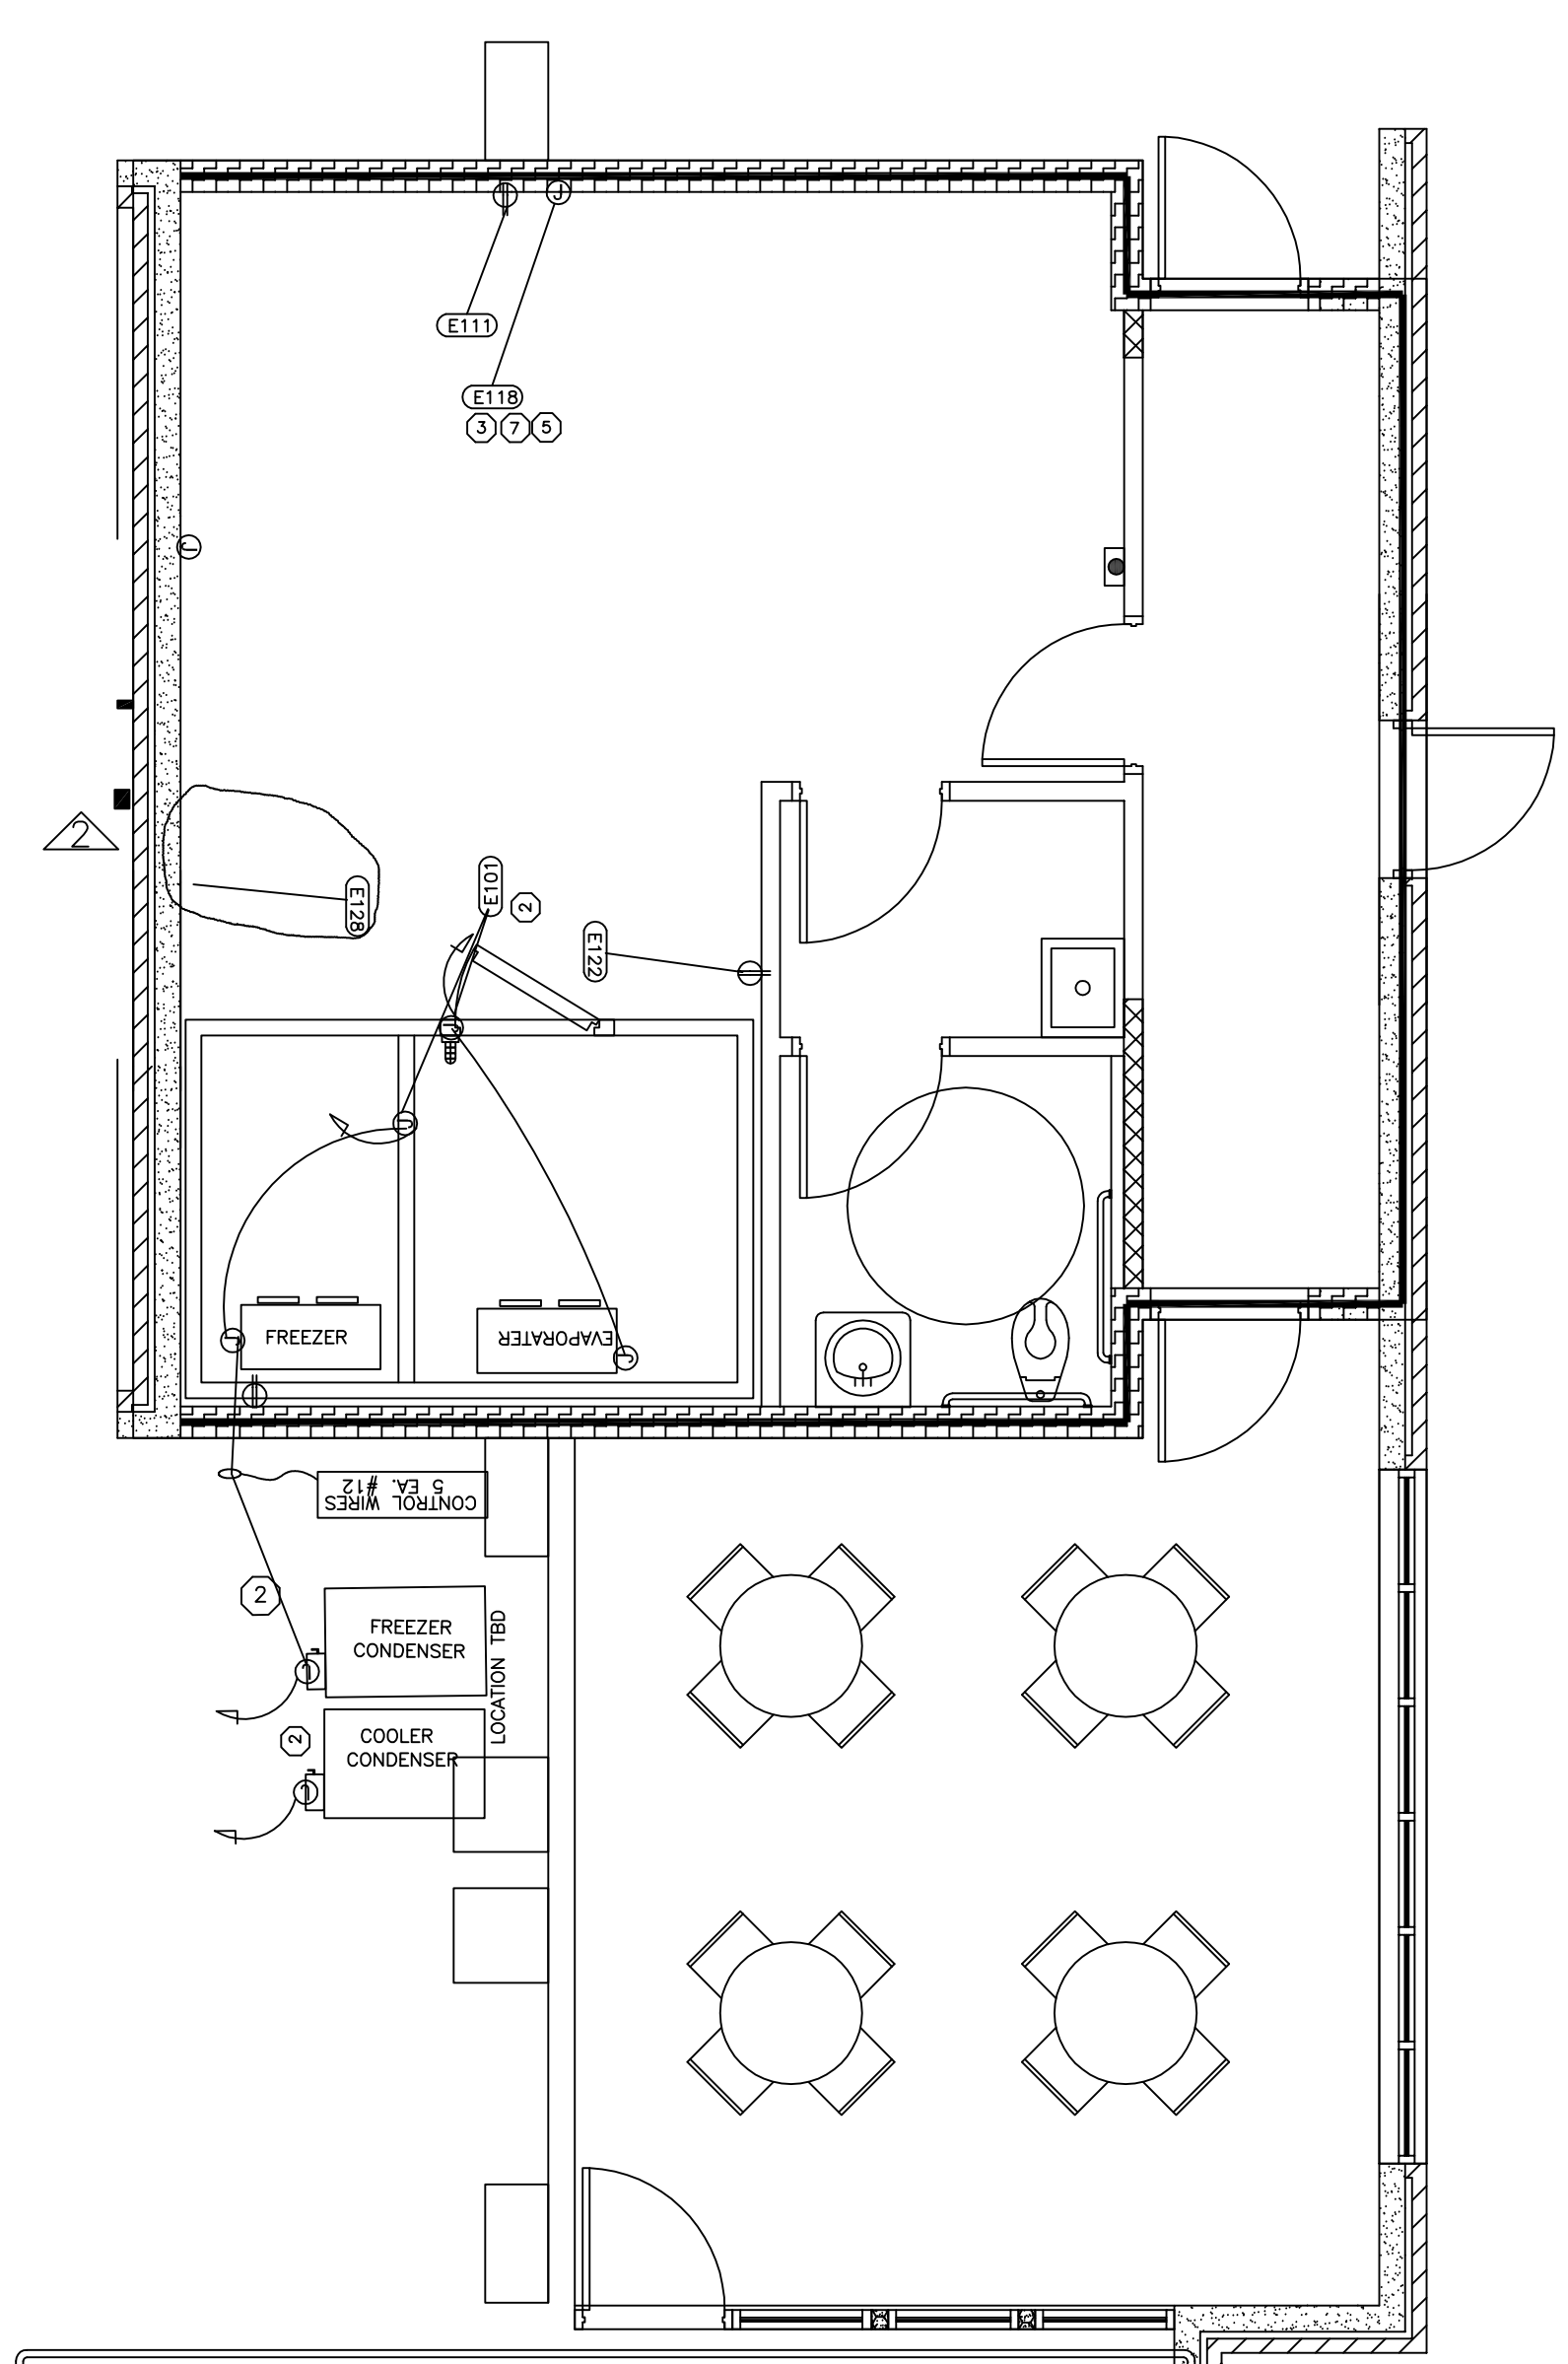 J
E111
E118
3 7 5
J
2
E101
2
E128
E122
J
J
FREEZER
EVAPORATER
J
J
CONTROL WIRES
5 EA. #12
2
FREEZER
CONDENSER
LOCATION TBD
J
2
COOLER
CONDENSER
J